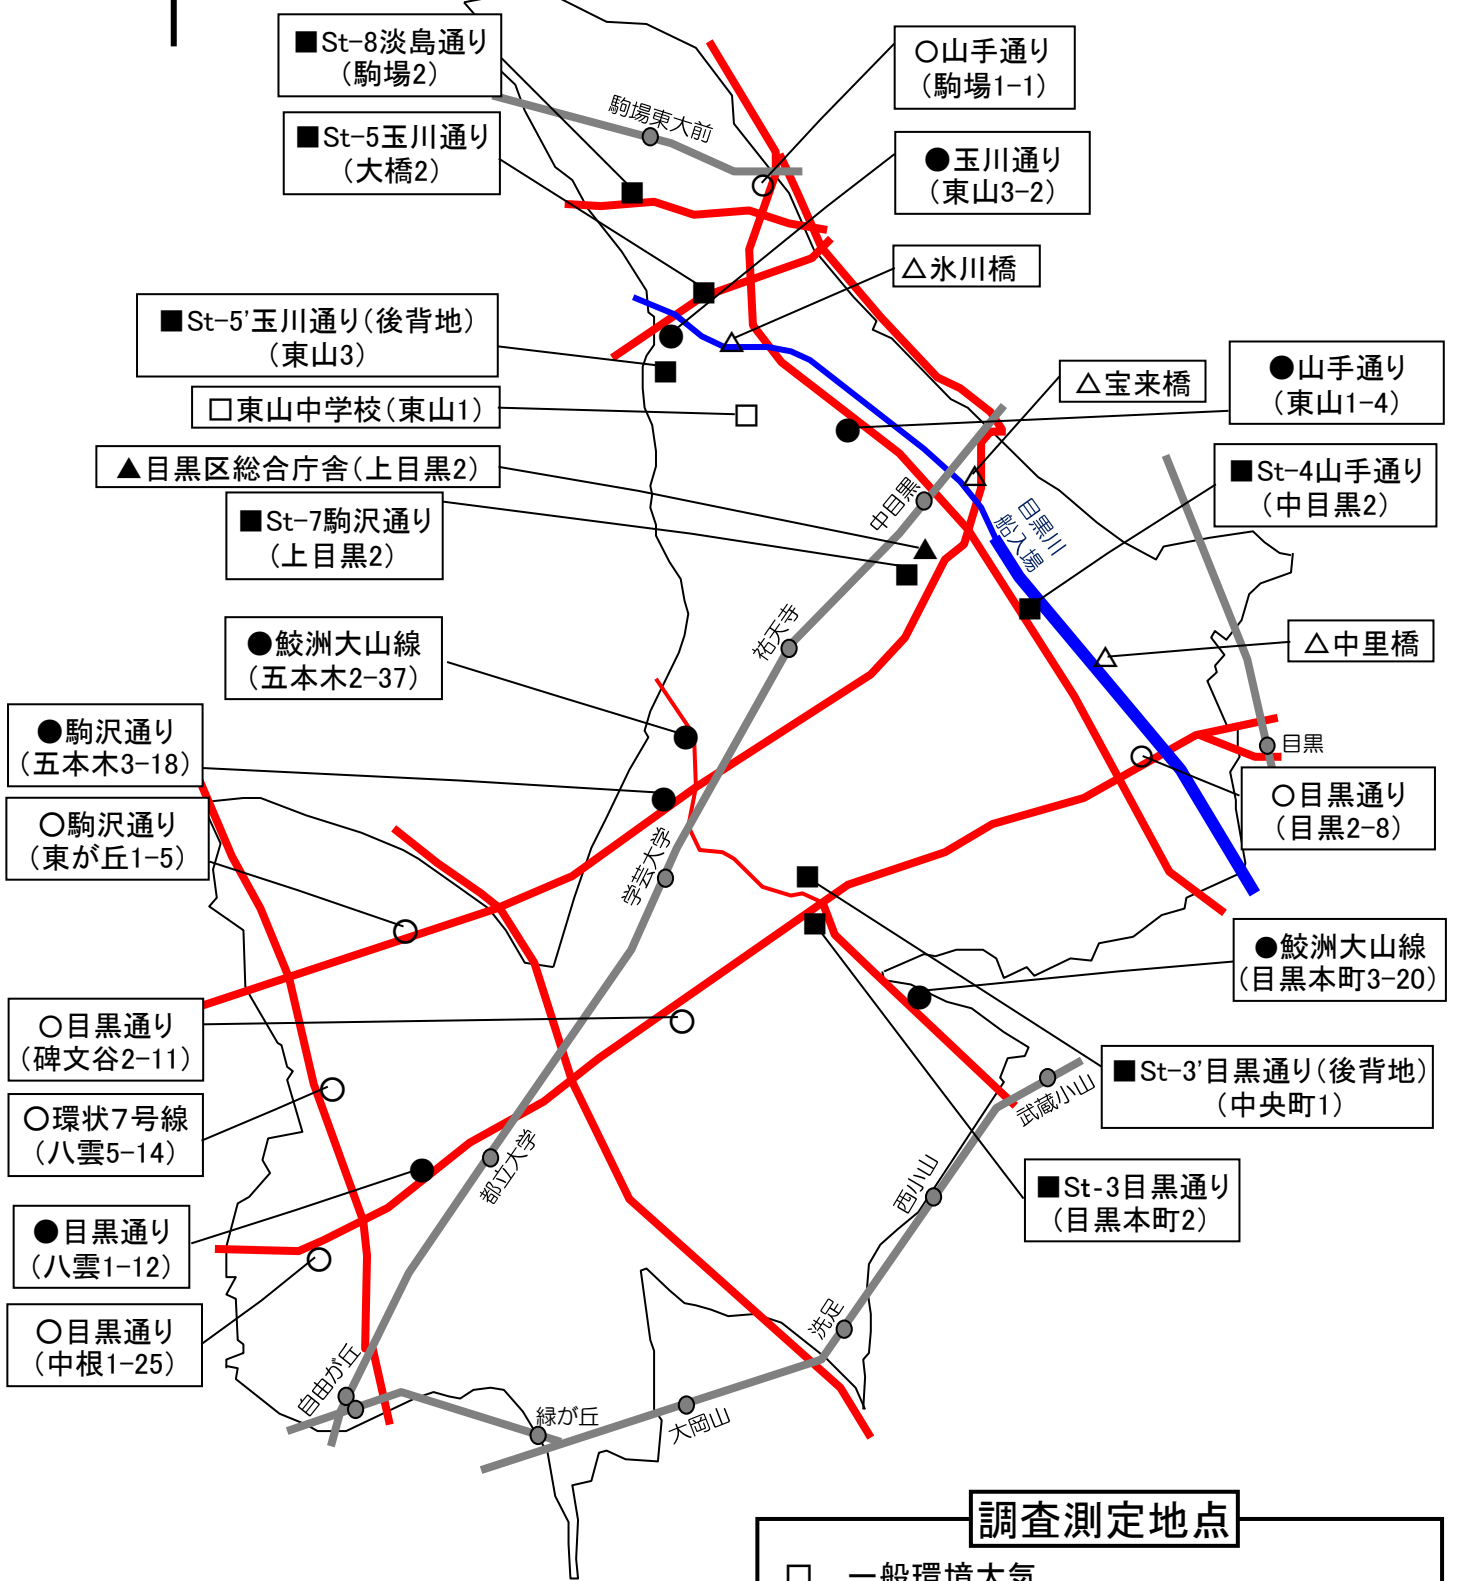 ■St-8淡島通り
(駒場2)
○山手通り
(駒場1-1)
駒場東大前
■St-5玉川通り
(大橋2)
●玉川通り
(東山3-2)
△氷川橋
■St-5'玉川通り(後背地)
(東山3)
●山手通り
(東山1-4)
△宝来橋
□東山中学校(東山1)
▲目黒区総合庁舎(上目黒2)
■St-4山手通り
(中目黒2)
中目黒
■St-7駒沢通り
(上目黒2)
目黒川
船入場
祐天寺
●鮫洲大山線
(五本木2-37)
△中里橋
●駒沢通り
(五本木3-18)
目黒
○駒沢通り
(東が丘1-5)
○目黒通り
(目黒2-8)
学芸大学
●鮫洲大山線
(目黒本町3-20)
○目黒通り
(碑文谷2-11)
■St-3'目黒通り(後背地)
(中央町1)
武蔵小山
○環状7号線
(八雲5-14)
都立大学
西小山
■St-3目黒通り
(目黒本町2)
●目黒通り
(八雲1-12)
○目黒通り
(中根1-25)
洗足
自由が丘
緑が丘
大岡山
調査測定地点
□ 一般環境大気